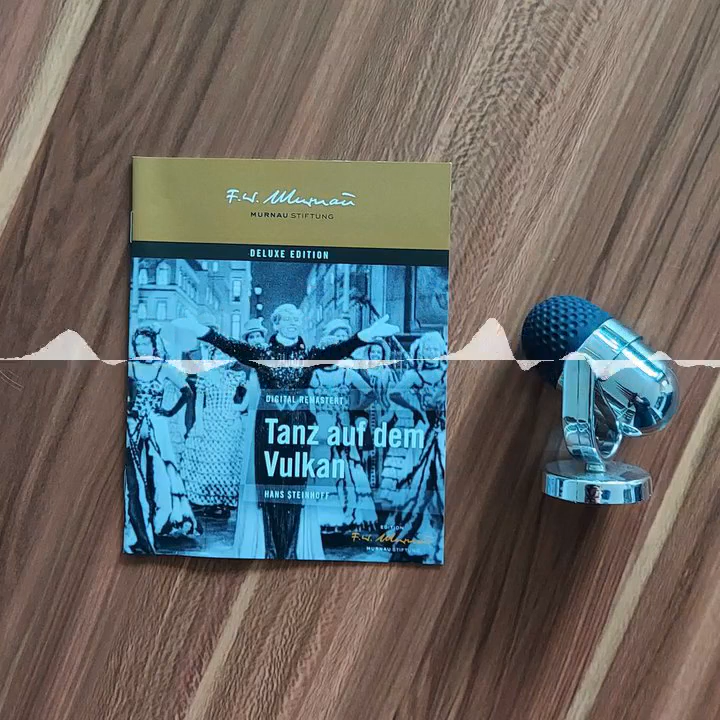 F.W. Murnau
MURNAU STIFTUNG
DELUXE EDITION
DIGITAL REMASTERT
Tanz auf dem
Vulkan
HANS STEINHOFF
EDITION
F.W. Murnau
MURNAU STIFTUNG